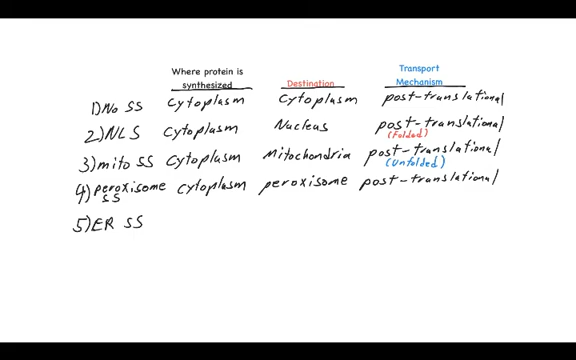 Where protein is synthesized Destination Transport Mechanism
1) No SS Cytoplasm Cytoplasm post-translational
2) NLS Cytoplasm Nucleus post-translational
(Folded)
3) mito SS Cytoplasm Mitochondria post-translational
(Unfolded)
4) peroxisome SS cytoplasm peroxisome post-translational
5) ER SS